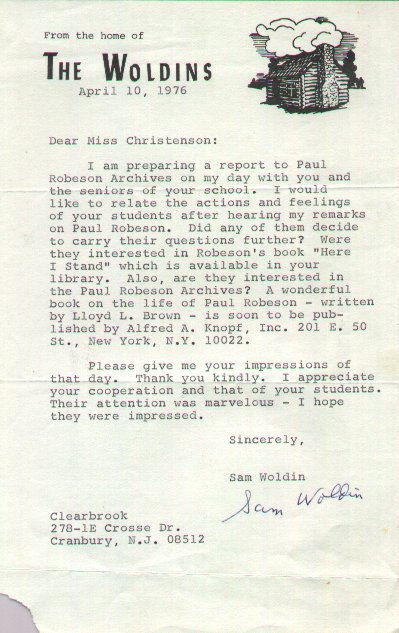 From the home of
THE WOLDINS
April 10, 1976
Dear Miss Christenson:
I am preparing a report to Paul
Robeson Archives on my day with you and
the seniors of your school. I would
like to relate the actions and feelings
of your students after hearing my remarks
on Paul Robeson. Did any of them decide
to carry their questions further? Were
they interested in Robeson's book "Here
I Stand" which is available in your
library. Also, are they interested in
the Paul Robeson Archives? A wonderful
book on the life of Paul Robeson - written
by Lloyd L. Brown - is soon to be pub-
lished by Alfred A. Knopf, Inc. 201 E. 50
St., New York, N.Y. 10022.
Please give me your impressions of
that day. Thank you kindly. I appreciate
your cooperation and that of your students.
Their attention was marvelous - I hope
they were impressed.
Sincerely,
Sam Woldin
Sam Woldin
Clearbrook
278-1E Crosse Dr.
Cranbury, N.J. 08512